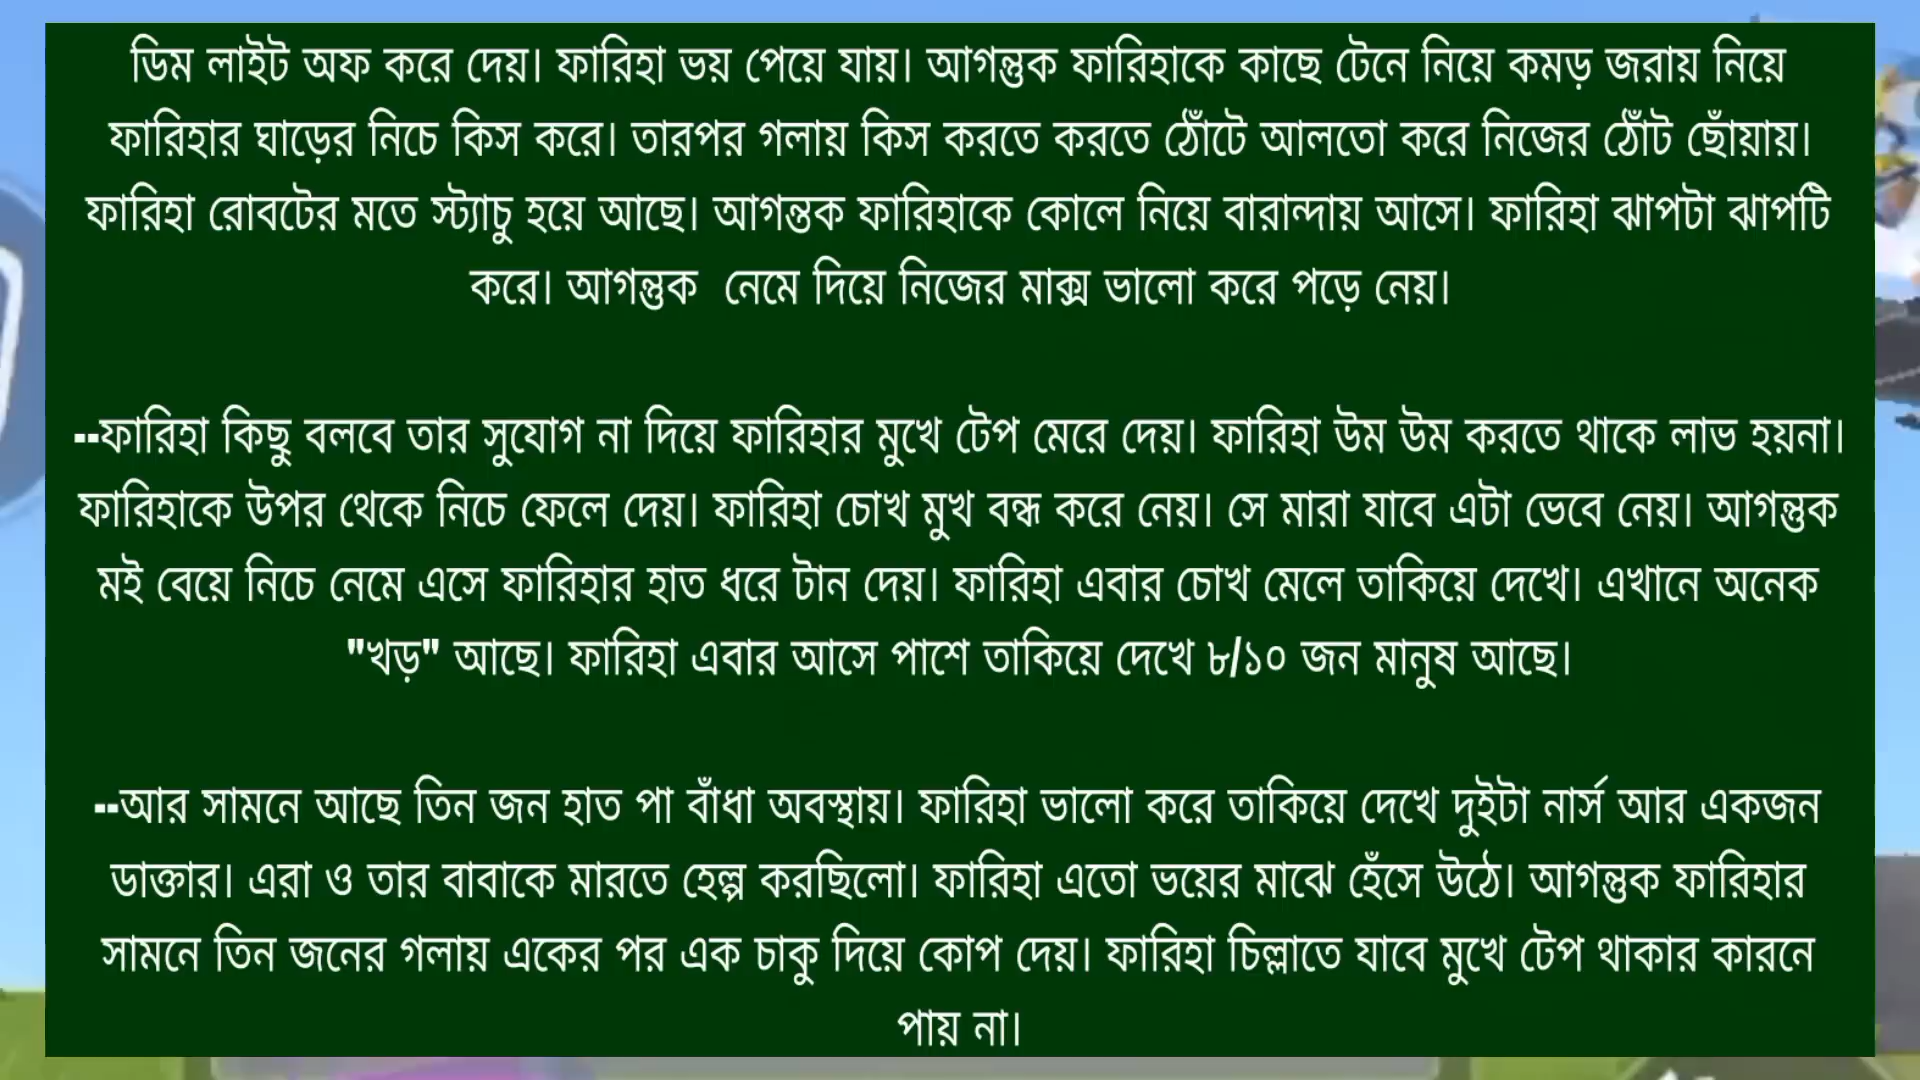 ডিম লাইট অফ করে দেয়। ফারিহা ভয় পেয়ে যায়। আগন্তুক ফারিহাকে কাছে টেনে নিয়ে কমড় জরায় নিয়ে
ফারিহার ঘাড়ের নিচে কিস করে। তারপর গলায় কিস করতে করতে ঠোঁটে আলতো করে নিজের ঠোঁট ছোঁয়ায়।
ফারিহা রোবটের মতে স্ট্যাচু হয়ে আছে। আগন্তক ফারিহাকে কোলে নিয়ে বারান্দায় আসে। ফারিহা ঝাপটা ঝাপটি
করে। আগন্তুক  নেমে দিয়ে নিজের মাক্স ভালো করে পড়ে নেয়।
--ফারিহা কিছু বলবে তার সুযোগ না দিয়ে ফারিহার মুখে টেপ মেরে দেয়। ফারিহা উম উম করতে থাকে লাভ হয়না।
ফারিহাকে উপর থেকে নিচে ফেলে দেয়। ফারিহা চোখ মুখ বন্ধ করে নেয়। সে মারা যাবে এটা ভেবে নেয়। আগন্তুক
মই বেয়ে নিচে নেমে এসে ফারিহার হাত ধরে টান দেয়। ফারিহা এবার চোখ মেলে তাকিয়ে দেখে। এখানে অনেক
"খড়" আছে। ফারিহা এবার আসে পাশে তাকিয়ে দেখে ৮/১০ জন মানুষ আছে।
--আর সামনে আছে তিন জন হাত পা বাঁধা অবস্থায়। ফারিহা ভালো করে তাকিয়ে দেখে দুইটা নার্স আর একজন
ডাক্তার। এরা ও তার বাবাকে মারতে হেল্প করছিলো। ফারিহা এতো ভয়ের মাঝে হেঁসে উঠে। আগন্তুক ফারিহার
সামনে তিন জনের গলায় একের পর এক চাকু দিয়ে কোপ দেয়। ফারিহা চিল্লাতে যাবে মুখে টেপ থাকার কারনে
পায় না।